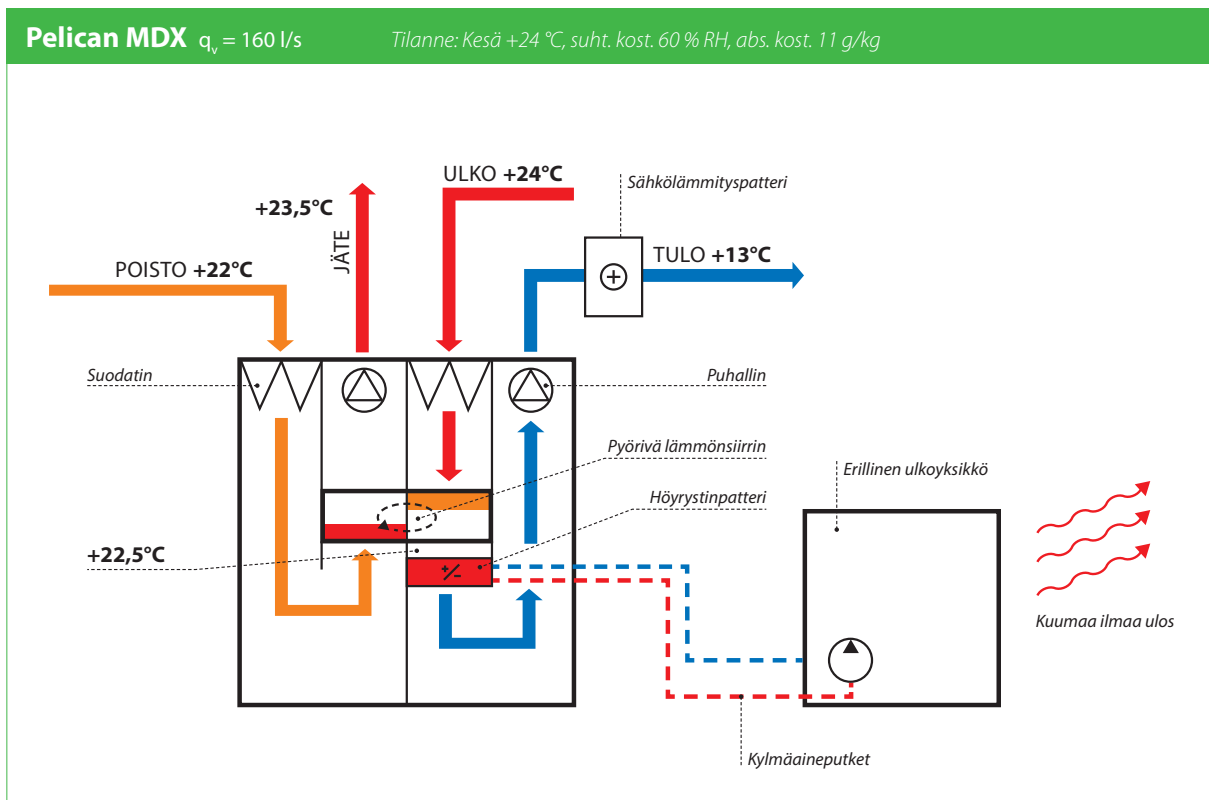 Pelican MDX qv = 160 l/s
Tilanne: Kesä +24 °C, suht. kost. 60 % RH, abs. kost. 11 g/kg
ULKO +24°C
Sähkölämmityspatteri
+23,5°C
JÄTE
POISTO +22°C
TULO +13°C
Suodatin
Puhallin
Pyörivä lämmönsiirrin
Erillinen ulkoyksikkö
Höyrystinpatteri
+22,5°C
+/-
Kuumaa ilmaa ulos
Kylmäaineputket